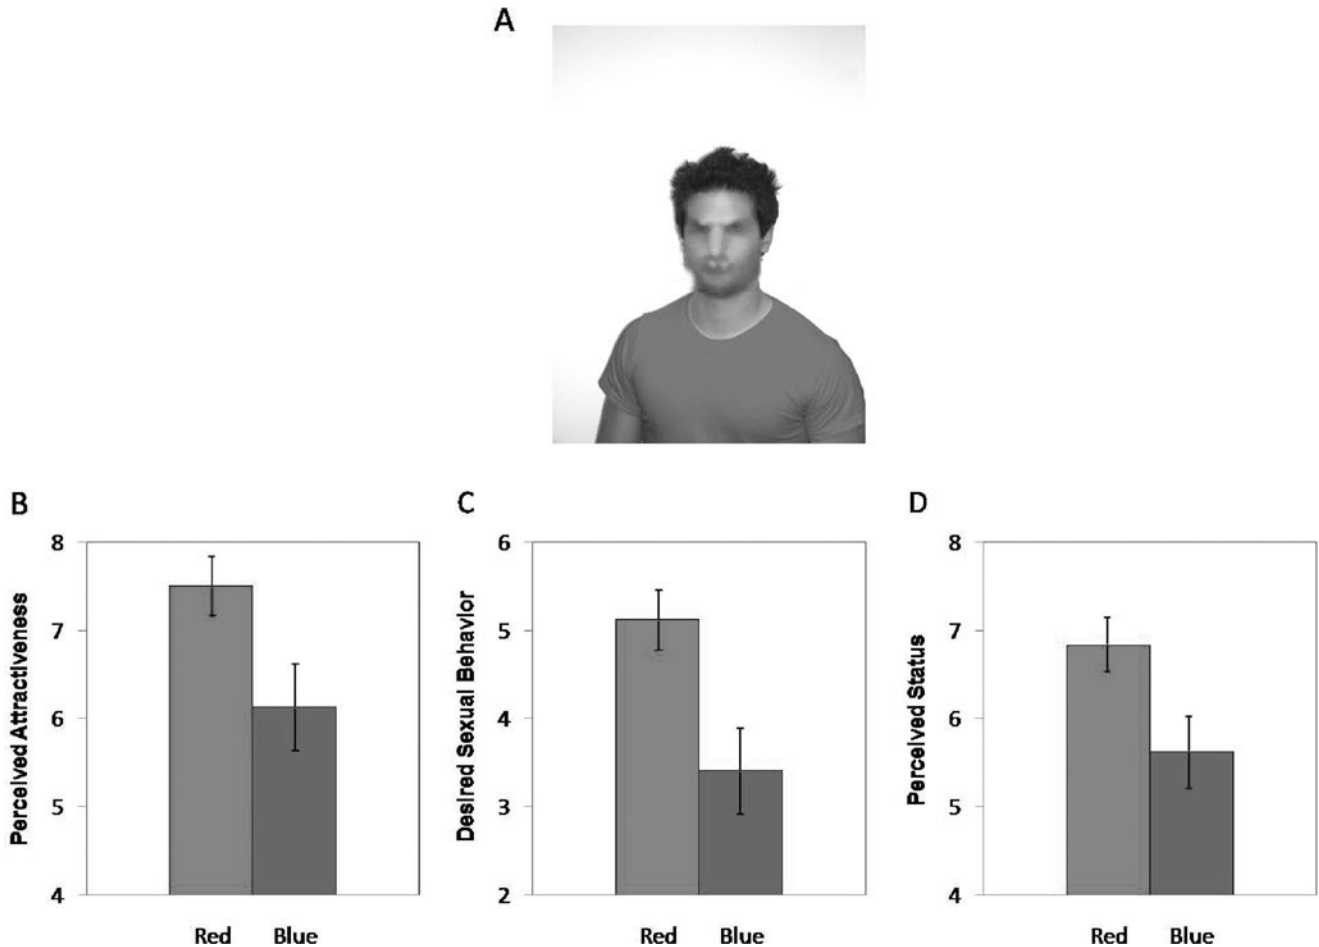 A
B
8
7
6
5
4
Perceived Attractiveness
Red Blue
C
6
5
4
3
2
Desired Sexual Behavior
Red Blue
D
8
7
6
5
4
Perceived Status
Red Blue